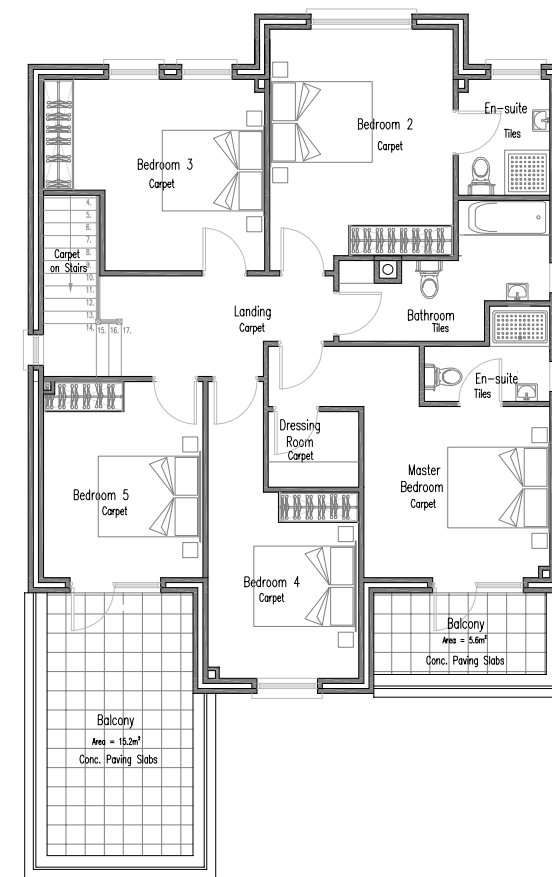 En-suite
Tiles
Bedroom 2
Carpet
Bedroom 3
Carpet
4.
5.
6.
7.
8.
9.
10.
11.
12.
13.
14.
15. 16. 17.
Carpet
on Stairs
Landing
Carpet
Bathroom
Tiles
En-suite
Tiles
Dressing
Room
Carpet
Master
Bedroom
Carpet
Bedroom 5
Carpet
Bedroom 4
Carpet
Balcony
Area = 5.6m²
Conc. Paving Slabs
Balcony
Area = 15.2m²
Conc. Paving Slabs